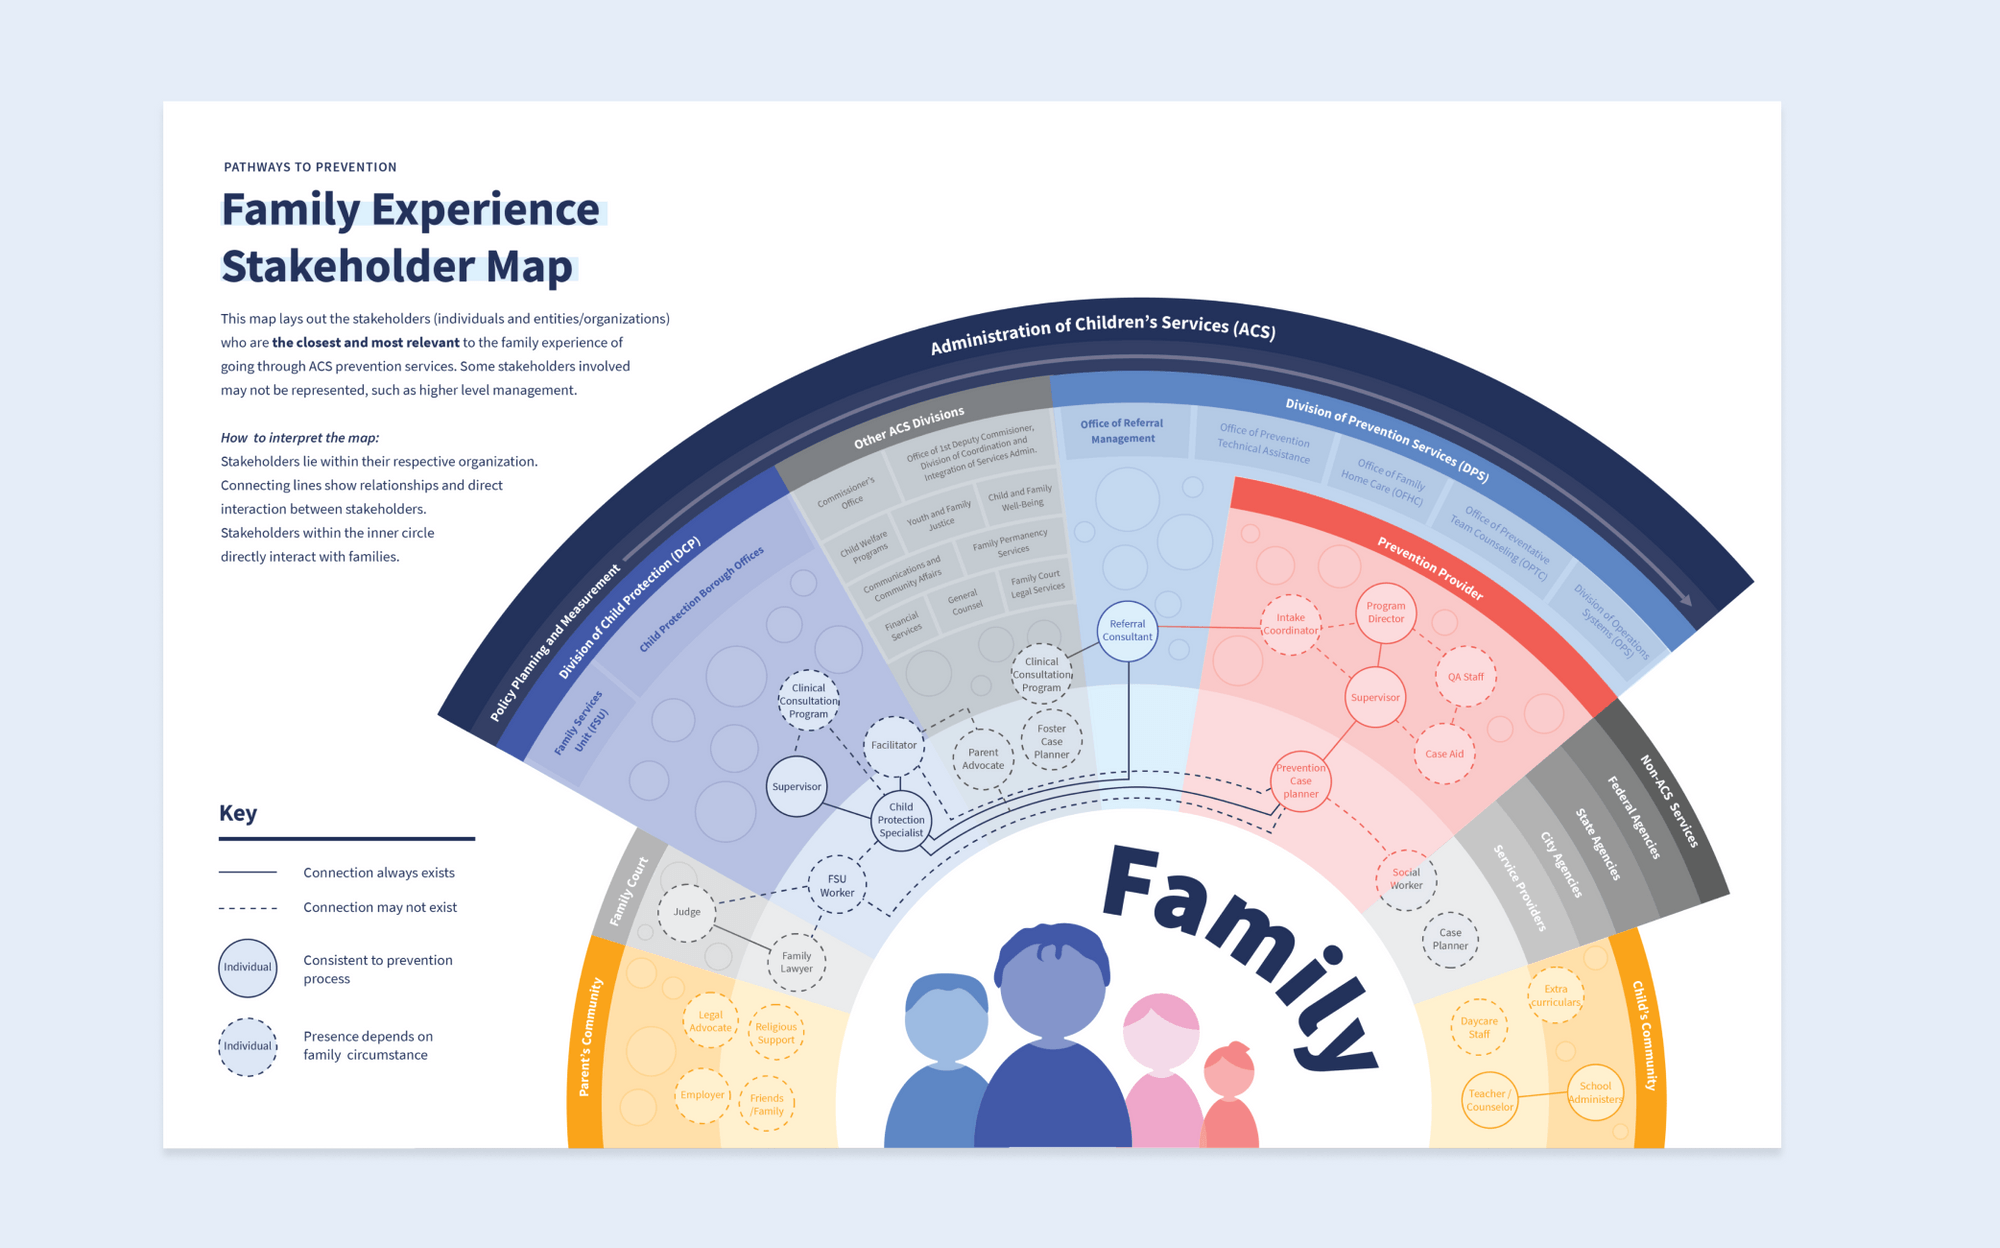 PATHWAYS TO PREVENTION
Family Experience
Stakeholder Map
This map lays out the stakeholders (individuals and entities/organizations)
who are the closest and most relevant to the family experience of
going through ACS prevention services. Some stakeholders involved
may not be represented, such as higher level management.
How to interpret the map:
Stakeholders lie within their respective organization.
Connecting lines show relationships and direct
interaction between stakeholders.
Stakeholders within the inner circle
directly interact with families.
Key
Connection always exists
Connection may not exist
Individual
Consistent to prevention
process
Individual
Presence depends on
family circumstance
Administration of Children's Services (ACS)
Policy Planning and Measurement
Division of Child Protection (DCP)
Child Protection Borough Offices
Family Services
Unit (FSU)
Clinical
Consultation
Program
Supervisor
Facilitator
Child
Protection
Specialist
FSU
Worker
Other ACS Divisions
Commissioner's
Office
Office of 1st Deputy Commisioner,
Division of Coordination and
Integration of Services Admin.
Child Welfare
Programs
Youth and Family
Justice
Child and Family
Well-Being
Communications and
Community Affairs
Family Permanency
Services
Financial
Services
General
Counsel
Family Court
Legal Services
Clinical
Consultation
Program
Parent
Advocate
Foster
Case
Planner
Division of Prevention Services (DPS)
Office of Referral
Management
Office of Prevention
Technical Assistance
Office of Family
Home Care (OFHC)
Office of Preventative
Team Counseling (OPTC)
Division of Operations
Systems (OPS)
Referral
Consultant
Prevention Provider
Intake
Coordinator
Program
Director
Supervisor
QA Staff
Case Aid
Prevention
Case
planner
Social
Worker
Case
Planner
Non-ACS Services
Federal Agencies
State Agencies
City Agencies
Service Providers
Family Court
Judge
Family
Lawyer
Parent's Community
Legal
Advocate
Religious
Support
Employer
Friends
/Family
Family
Child's Community
Extra
curriculars
Daycare
Staff
Teacher /
Counselor
School
Administers